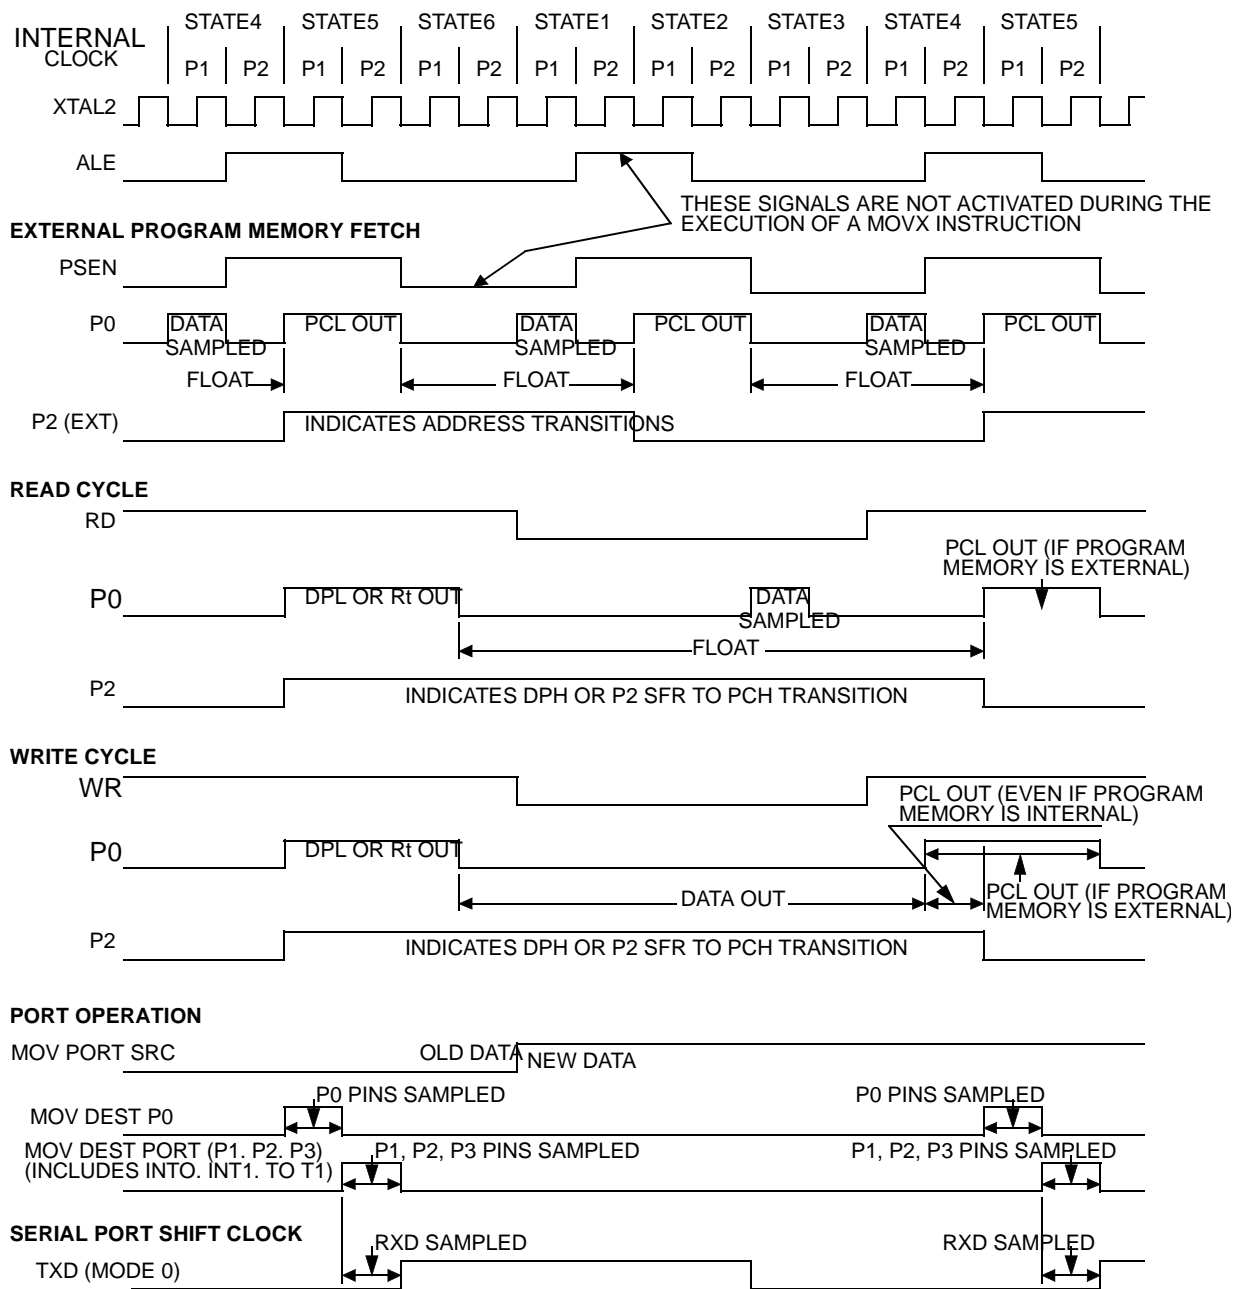 STATE4 STATE5 STATE6 STATE1 STATE2 STATE3 STATE4 STATE5
INTERNAL
CLOCK
P1 P2 P1 P2 P1 P2 P1 P2 P1 P2 P1 P2 P1 P2 P1 P2
XTAL2
ALE
THESE SIGNALS ARE NOT ACTIVATED DURING THE
EXECUTION OF A MOVX INSTRUCTION
EXTERNAL PROGRAM MEMORY FETCH
PSEN
P0 DATA PCL OUT DATA PCL OUT DATA PCL OUT
SAMPLED SAMPLED SAMPLED
FLOAT FLOAT FLOAT
P2 (EXT) INDICATES ADDRESS TRANSITIONS
READ CYCLE
RD
PCL OUT (IF PROGRAM
MEMORY IS EXTERNAL)
P0 DPL OR Rt OUT DATA
SAMPLED
FLOAT
P2 INDICATES DPH OR P2 SFR TO PCH TRANSITION
WRITE CYCLE
WR
PCL OUT (EVEN IF PROGRAM
MEMORY IS INTERNAL)
P0 DPL OR Rt OUT
DATA OUT
PCL OUT (IF PROGRAM
MEMORY IS EXTERNAL)
P2 INDICATES DPH OR P2 SFR TO PCH TRANSITION
PORT OPERATION
MOV PORT SRC OLD DATA NEW DATA
P0 PINS SAMPLED P0 PINS SAMPLED
MOV DEST P0
MOV DEST PORT (P1. P2. P3) P1, P2, P3 PINS SAMPLED P1, P2, P3 PINS SAMPLED
(INCLUDES INTO. INT1. TO T1)
SERIAL PORT SHIFT CLOCK
RXD SAMPLED RXD SAMPLED
TXD (MODE 0)